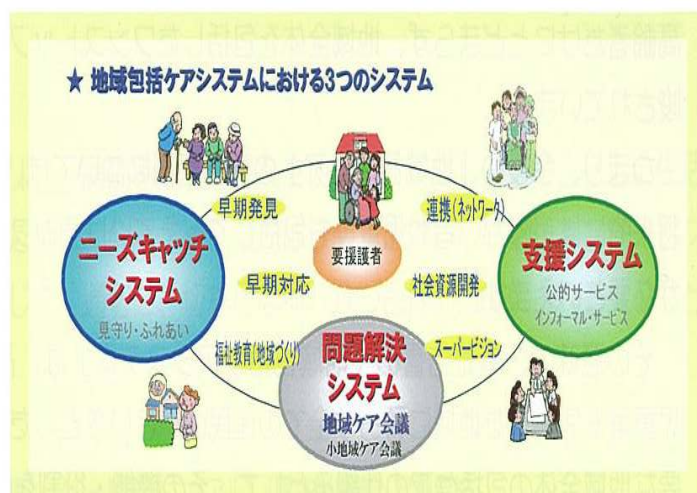 ★ 地域包括ケアシステムにおける3つのシステム
早期発見
連携(ネットワーク)
ニーズキャッチ
システム
見守り・ふれあい
要援護者
支援システム
公的サービス
インフォーマル・サービス
早期対応
社会資源開発
福祉教育(地域づくり)
問題解決
システム
地域ケア会議
小地域ケア会議
スーパービジョン